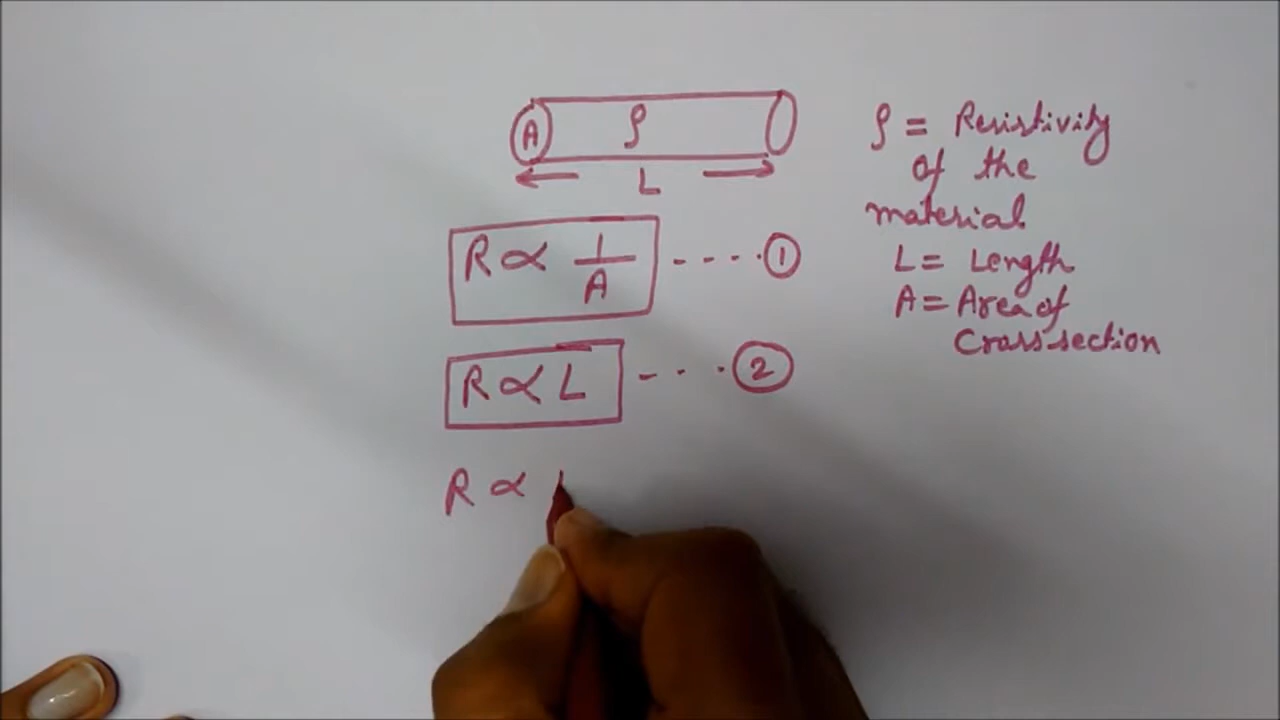 A ρ
L
R ∝ 1/A ----- ①
R ∝ L - - - - ②
R ∝
ρ = Resistivity
of the
material
L = Length
A = Area of
Cross-section